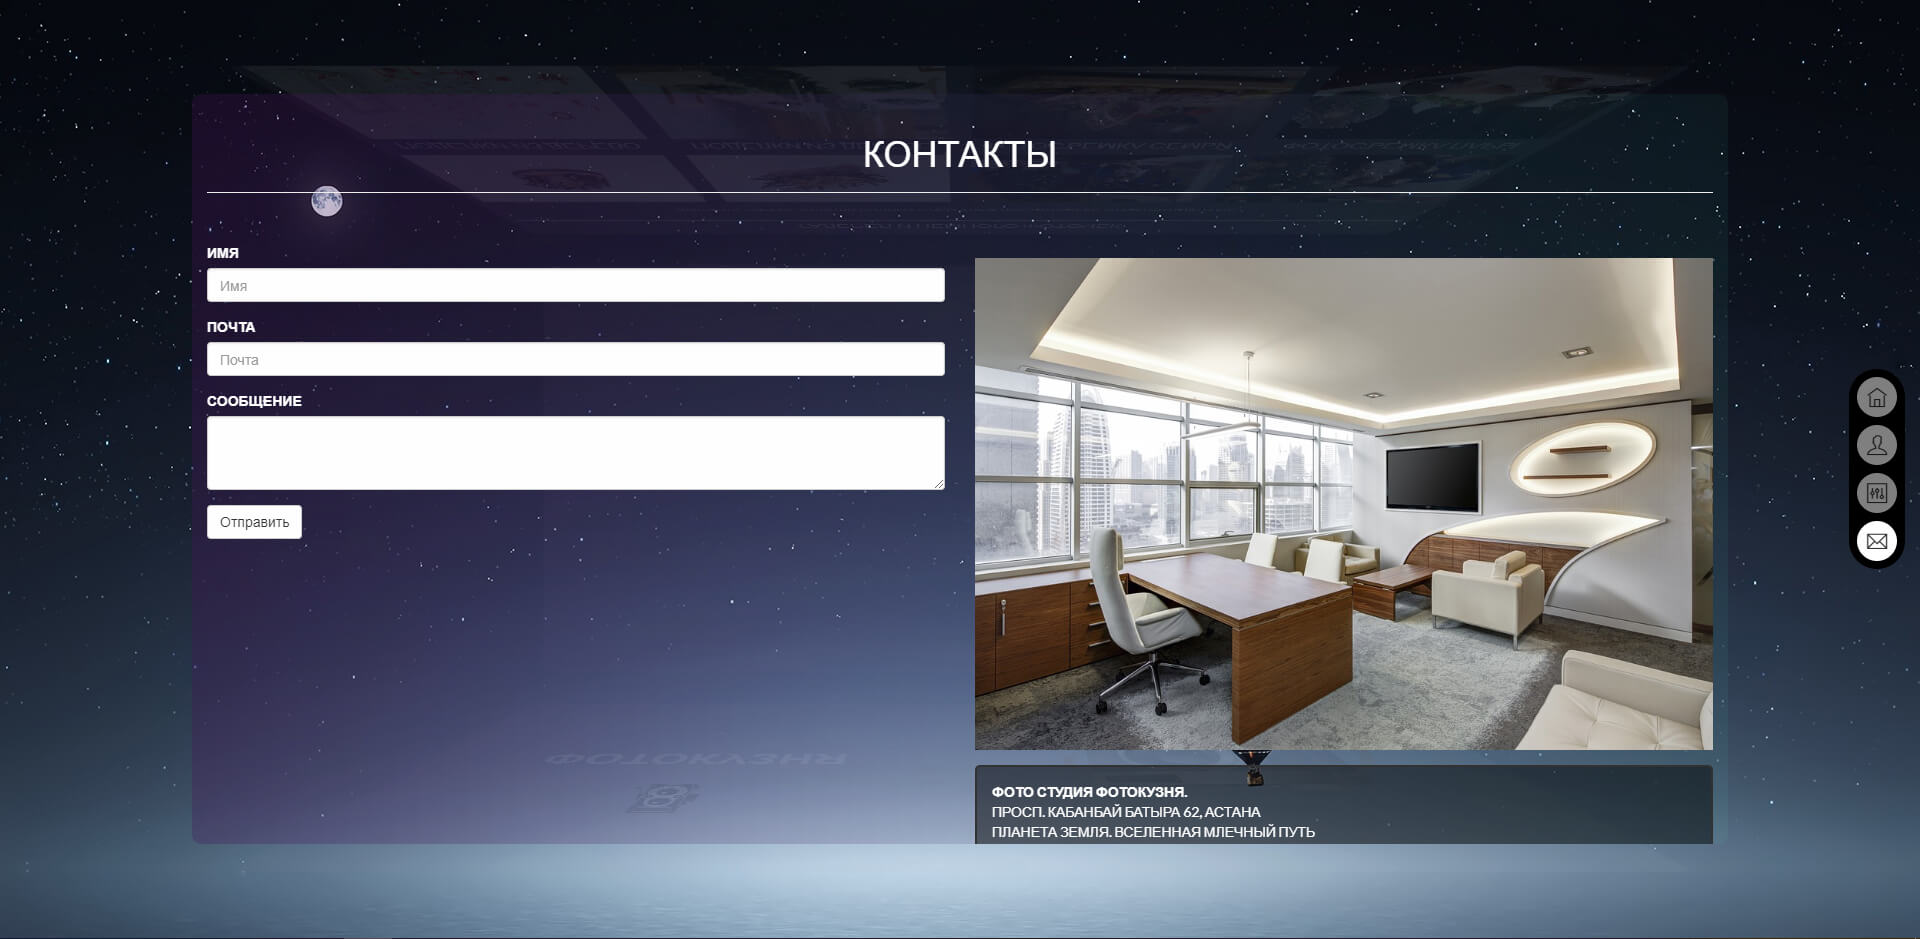 КОНТАКТЫ
ИМЯ
Имя
ПОЧТА
Почта
СООБЩЕНИЕ
Отправить
ФОТОКУЗНЯ
ФОТО СТУДИЯ ФОТОКУЗНЯ.
ПРОСП. КАБАНБАЙ БАТЫРА 62, АСТАНА
ПЛАНЕТА ЗЕМЛЯ. ВСЕЛЕННАЯ МЛЕЧНЫЙ ПУТЬ